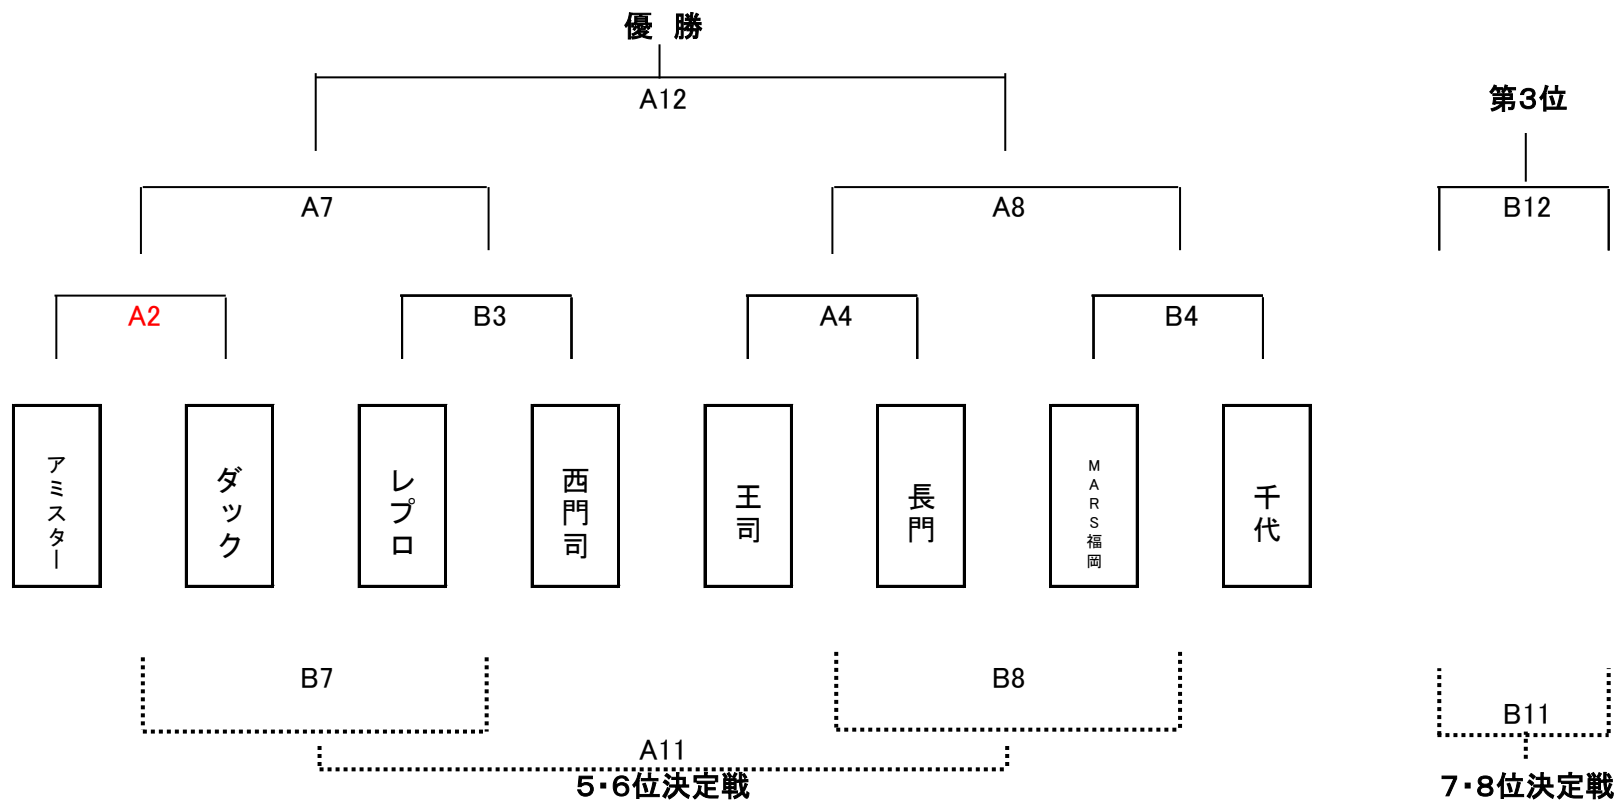 優　勝
A12
第３位
A7
A8
B12
A2
B3
A4
B4
アミスター
ダック
レプロ
西門司
王司
長門
MARS福岡
千代
B7
B8
B11
A11
５・６位決定戦
７・８位決定戦